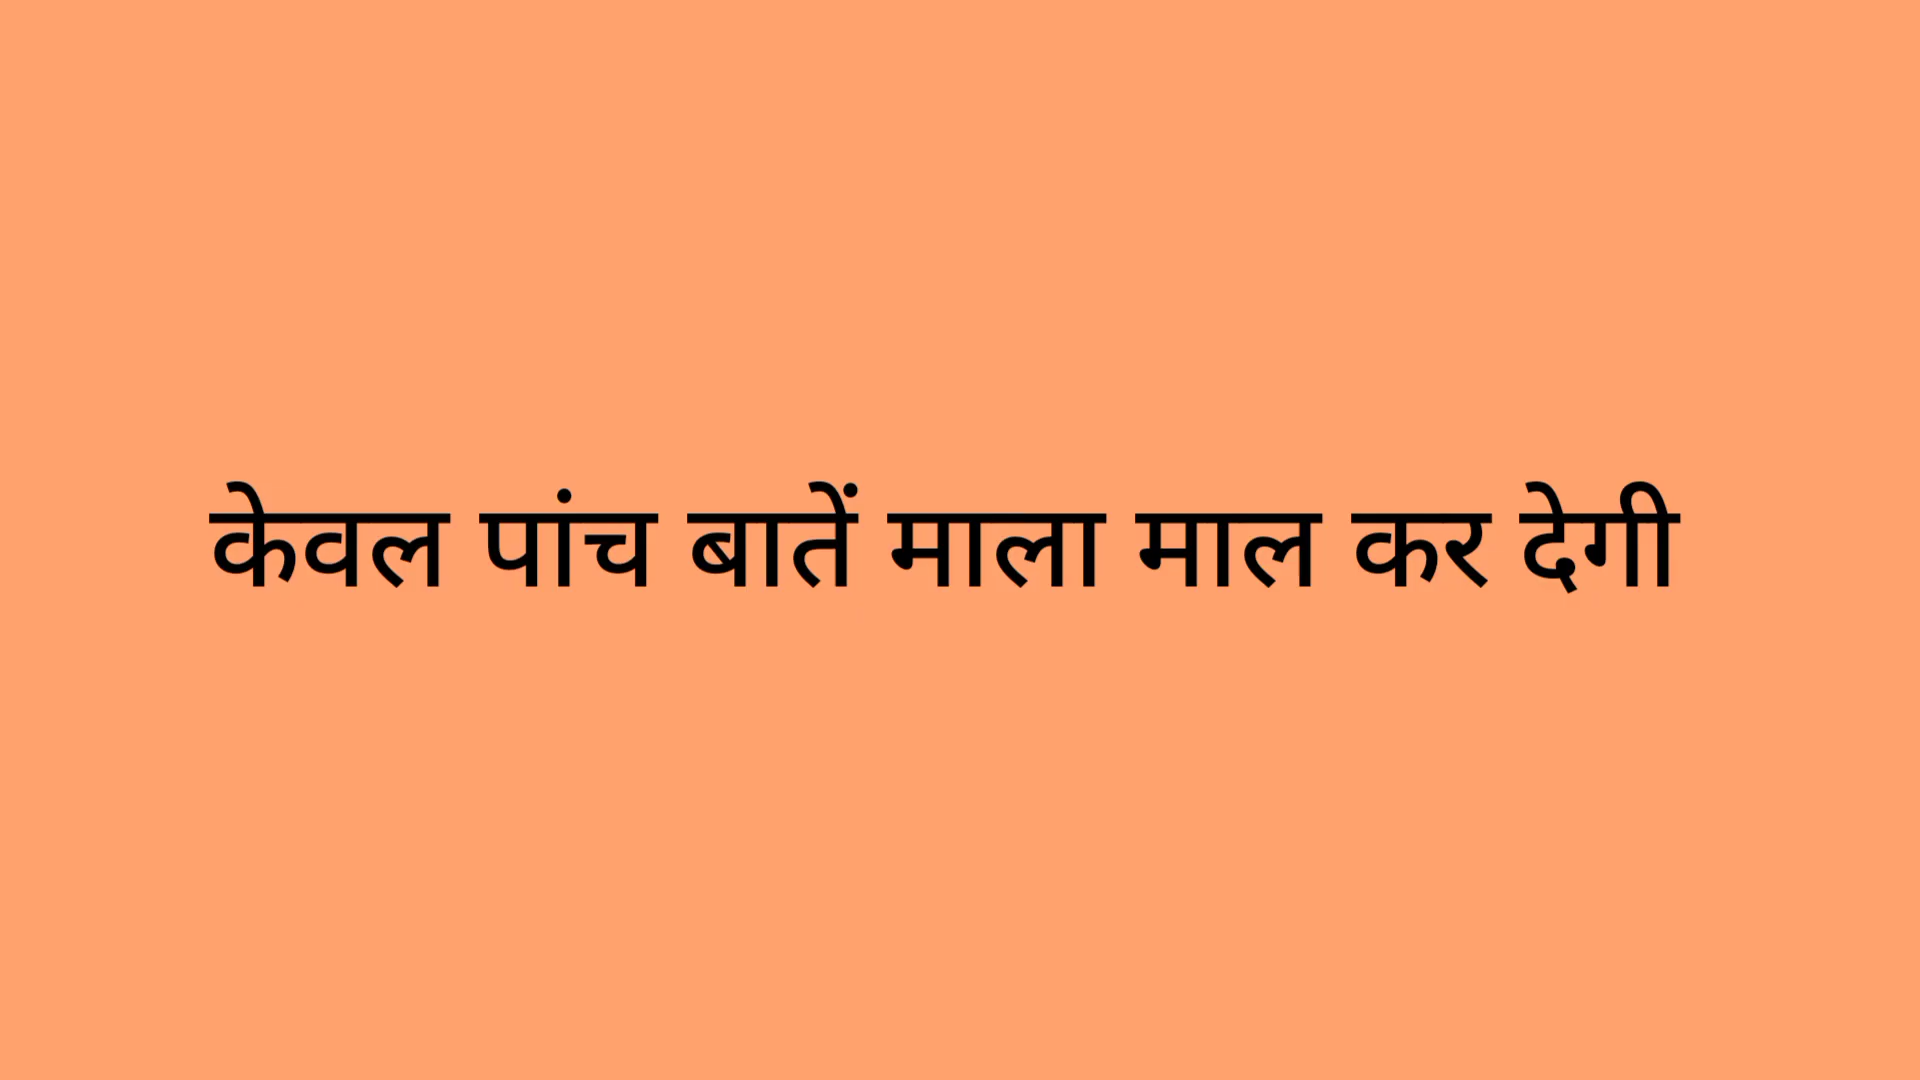 केवल पांच बातें माला माल कर देगी